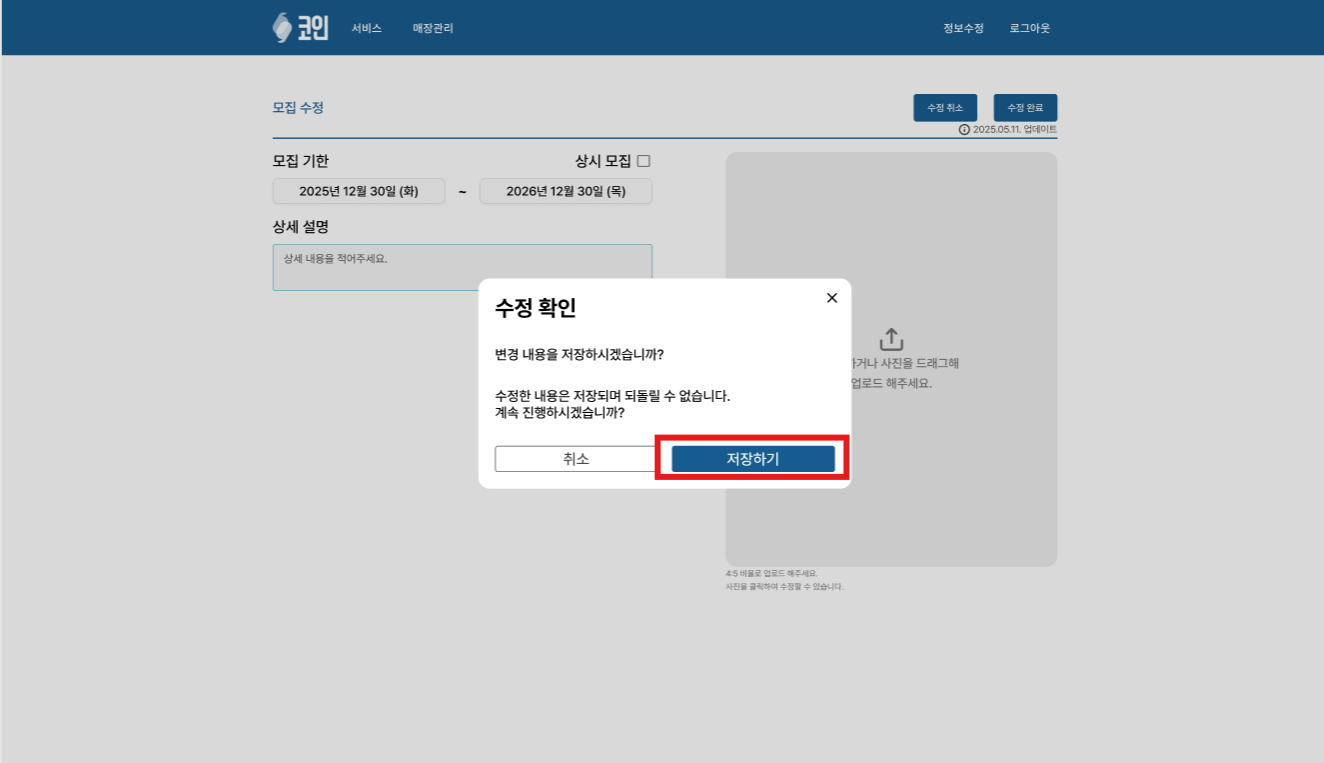 코인
서비스
매장관리
정보수정
로그아웃
모집 수정
수정 취소
수정 완료
2025.05.11. 업데이트
모집 기한
상시 모집
2025년 12월 30일 (화)
~
2026년 12월 30일 (목)
상세 설명
상세 내용을 적어주세요.
수정 확인
변경 내용을 저장하시겠습니까?
수정한 내용은 저장되며 되돌릴 수 없습니다.
계속 진행하시겠습니까?
취소
저장하기
거나 사진을 드래그해
업로드 해주세요.
4:5 비율로 업로드 해주세요.
사진을 클릭하여 수정할 수 있습니다.